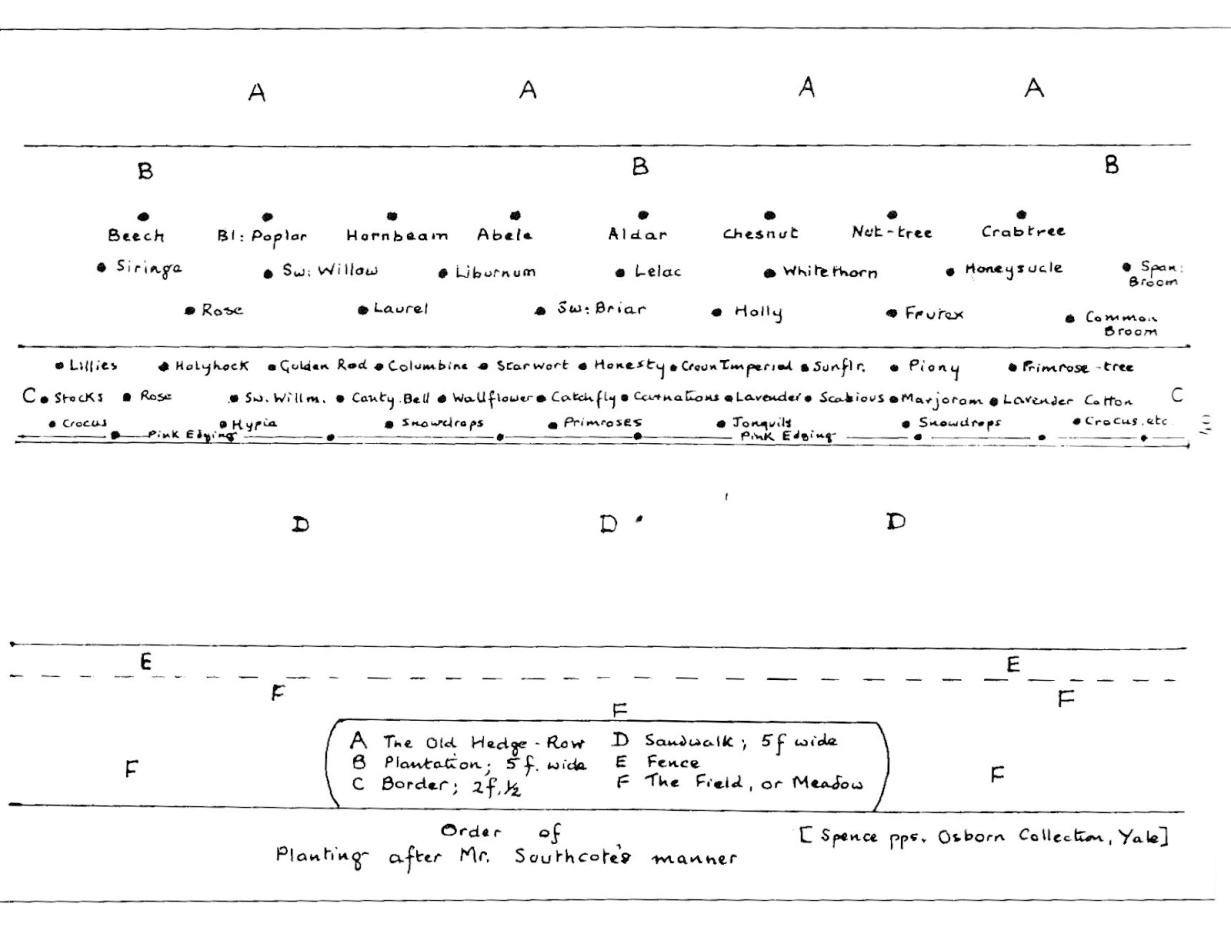 A A A A
B B B
Beech Bl: Poplar Hornbeam Abele Aldar Chesnut Nut-tree Crabtree
Siringa Sw: Willow Liburnum Lelac Whitethorn Honeysucle Span: Broom
Rose Laurel Sw: Briar Holly Frutex Common Broom
Lillies Holyhock Golden Rod Columbine Starwort Honesty Croun Imperial Sunflr. Piony Primrose-tree
C Stocks Rose Sw. Willm. Canty. Bell Wallflower Catchfly Carnations Lavender Scabious Marjoram Lavender Cotton C
Crocus Hypia Snowdrops Primroses Jonquils Snowdrops Crocus. etc.
Pink Edging Pink Edging
D D D
E E
F F
F
F F
A The Old Hedge-Row
B Plantation; 5 f. wide
C Border; 2f. ½
D Sandwalk; 5f wide
E Fence
F The Field, or Meadow
Order of
Planting after Mr. Southcote's manner
[Spence pps. Osborn Collection, Yale]